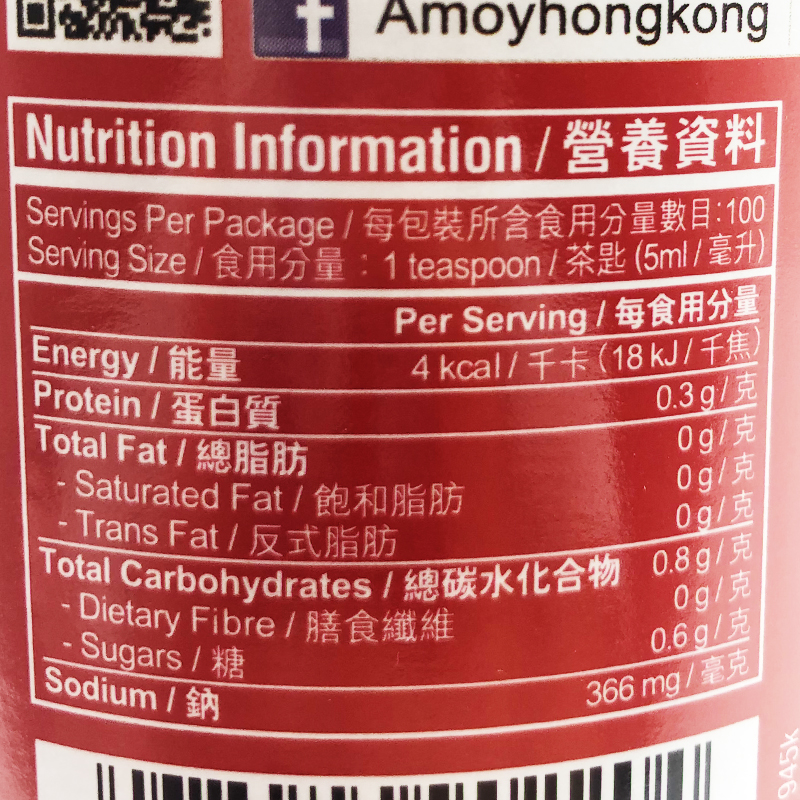 Amoyhongkong
Nutrition Information / 營養資料
Servings Per Package / 每包裝所含食用分量數目:100
Serving Size / 食用分量 : 1 teaspoon / 茶匙 (5ml / 毫升)
Per Serving / 每食用分量
Energy / 能量 4 kcal / 千卡 (18 kJ / 千焦)
Protein / 蛋白質 0.3 g / 克
Total Fat / 總脂肪 0 g / 克
- Saturated Fat / 飽和脂肪 0 g / 克
- Trans Fat / 反式脂肪 0 g / 克
Total Carbohydrates / 總碳水化合物 0.8 g / 克
- Dietary Fibre / 膳食纖維 0 g / 克
- Sugars / 糖 0.6 g / 克
Sodium / 鈉 366 mg / 毫克
945k